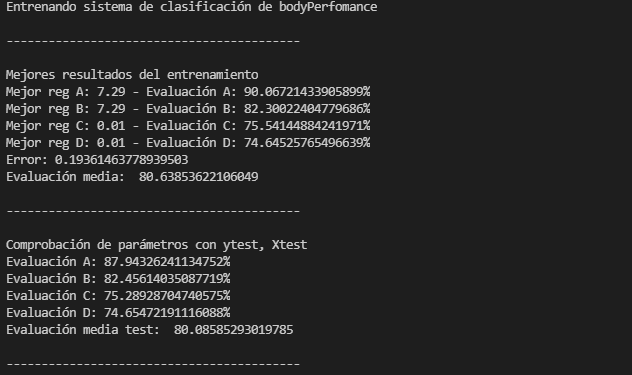 Entrenando sistema de clasificación de bodyPerfomance
------------------------------------------
Mejores resultados del entrenamiento
Mejor reg A: 7.29 - Evaluación A: 90.06721433905899%
Mejor reg B: 7.29 - Evaluación B: 82.30022404779686%
Mejor reg C: 0.01 - Evaluación C: 75.54144884241971%
Mejor reg D: 0.01 - Evaluación D: 74.64525765496639%
Error: 0.19361463778939503
Evaluación media:  80.63853622106049
------------------------------------------
Comprobación de parámetros con ytest, Xtest
Evaluación A: 87.94326241134752%
Evaluación B: 82.45614035087719%
Evaluación C: 75.28928704740575%
Evaluación D: 74.65472191116088%
Evaluación media test:  80.08585293019785
------------------------------------------